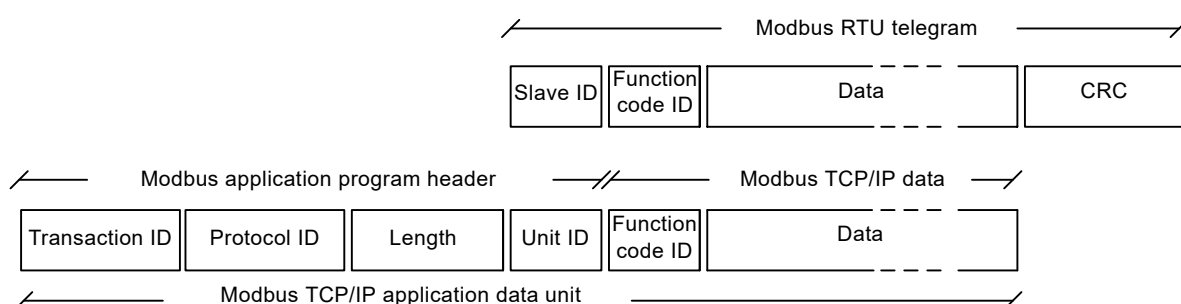 Modbus RTU telegram
Slave ID
Function
code ID
Data
CRC
Modbus application program header
Modbus TCP/IP data
Transaction ID
Protocol ID
Length
Unit ID
Function
code ID
Data
Modbus TCP/IP application data unit